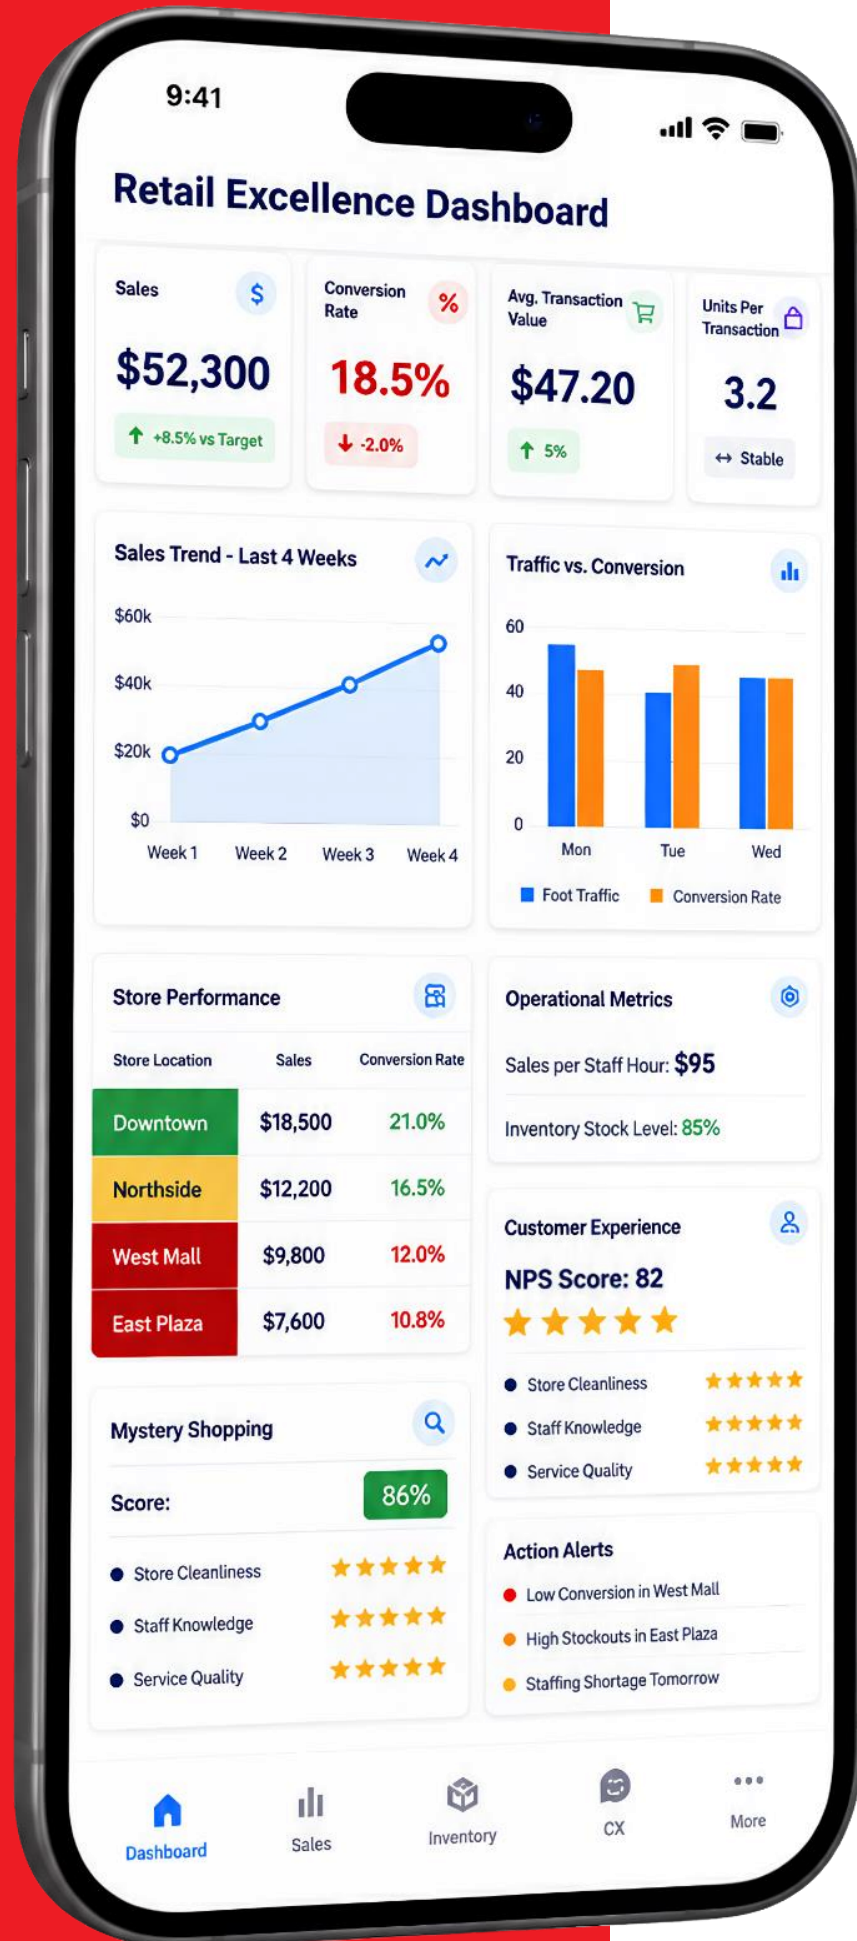 9:41
Retail Excellence Dashboard
Sales
$
$52,300
+8.5% vs Target
Conversion
Rate
%
18.5%
-2.0%
Avg. Transaction
Value
$47.20
5%
Units Per
Transaction
3.2
Stable
Sales Trend - Last 4 Weeks
$60k
$40k
$20k
$0
Week 1 Week 2 Week 3 Week 4
Traffic vs. Conversion
60
40
20
0
Mon Tue Wed
Foot Traffic Conversion Rate
Store Performance
Store Location Sales Conversion Rate
Downtown $18,500 21.0%
Northside $12,200 16.5%
West Mall $9,800 12.0%
East Plaza $7,600 10.8%
Operational Metrics
Sales per Staff Hour: $95
Inventory Stock Level: 85%
Customer Experience
NPS Score: 82
Store Cleanliness
Staff Knowledge
Service Quality
Mystery Shopping
Score: 86%
Store Cleanliness
Staff Knowledge
Service Quality
Action Alerts
Low Conversion in West Mall
High Stockouts in East Plaza
Staffing Shortage Tomorrow
Dashboard Sales Inventory CX More